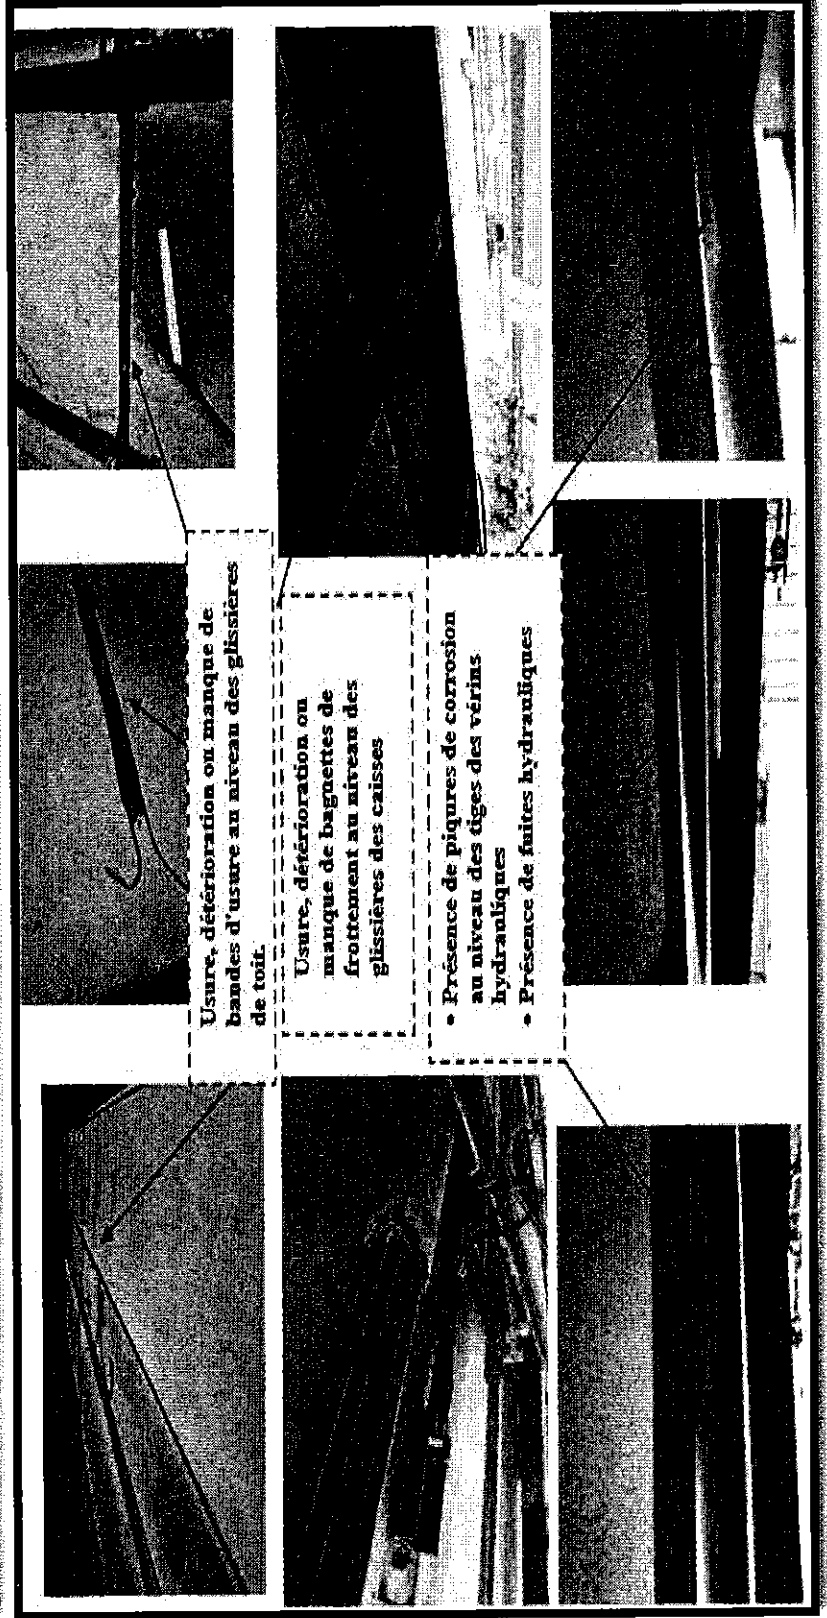 Usure, détérioration ou manque de
bandes d'usure au niveau des glissières
de toit.
Usure, détérioration ou
manque de baguettes de
frottement au niveau des
glissières des caisses
• Présence de piqures de corrosion
au niveau des tiges des vérins
hydrauliques
• Présence de fuites hydrauliques